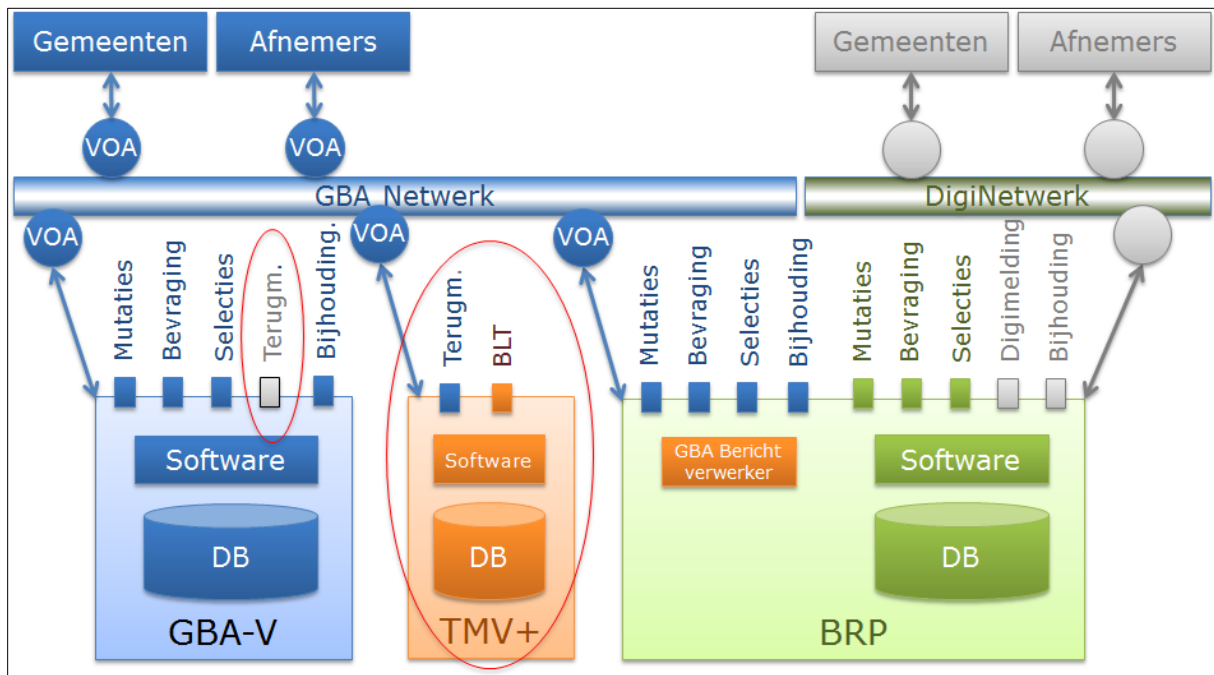 Gemeenten
Afnemers
Gemeenten
Afnemers
VOA
VOA
GBA Netwerk
DigiNetwerk
VOA
VOA
VOA
Mutaties
Bevraging
Selecties
Terugm.
Bijhouding.
Terugm.
BLT
Mutaties
Bevraging
Selecties
Bijhouding
Mutaties
Bevraging
Selecties
Digimelding
Bijhouding
Software
Software
GBA Bericht
verwerker
Software
DB
DB
DB
GBA-V
TMV+
BRP